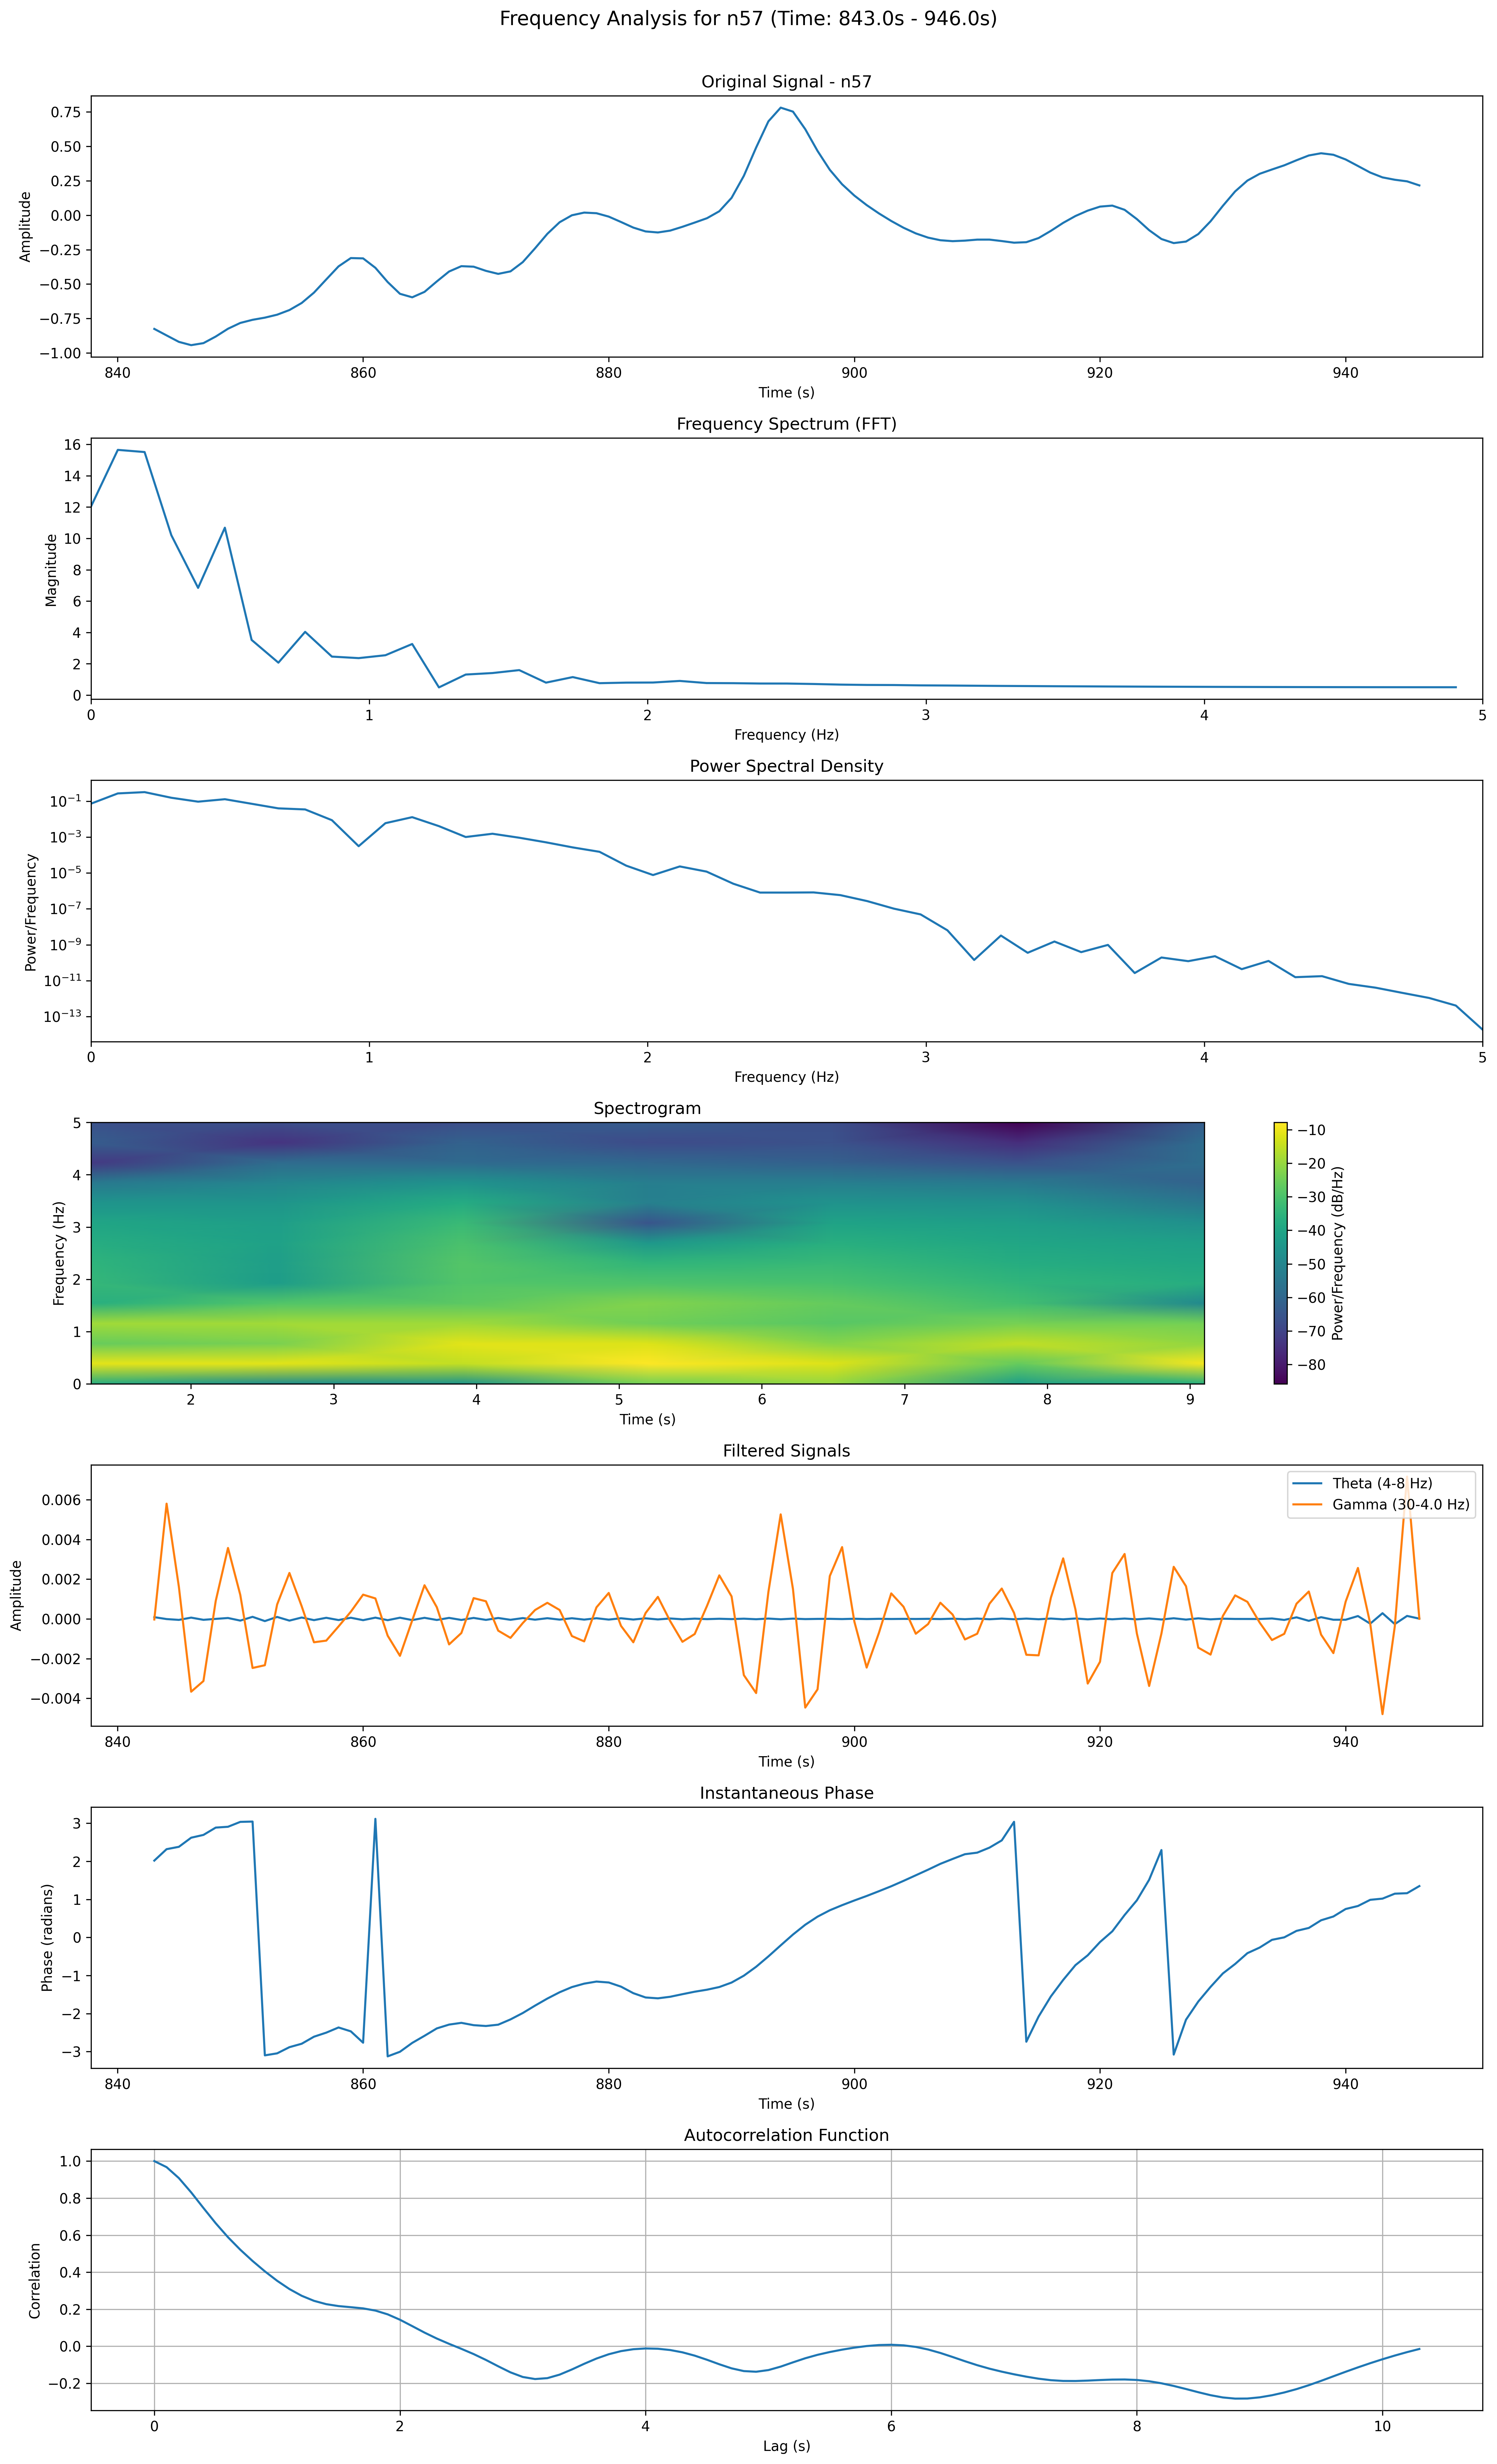 Frequency Analysis for n57 (Time: 843.0s - 946.0s)
Original Signal - n57
Amplitude
0.75
0.50
0.25
0.00
−0.25
−0.50
−0.75
−1.00
840 860 880 900 920 940
Time (s)
Frequency Spectrum (FFT)
Magnitude
16
14
12
10
8
6
4
2
0
0 1 2 3 4 5
Frequency (Hz)
Power Spectral Density
Power/Frequency
10⁻¹
10⁻³
10⁻⁵
10⁻⁷
10⁻⁹
10⁻¹¹
10⁻¹³
0 1 2 3 4 5
Frequency (Hz)
Spectrogram
Frequency (Hz)
5
4
3
2
1
0
2 3 4 5 6 7 8 9
Time (s)
−10
−20
−30
−40
−50
−60
−70
−80
Power/Frequency (dB/Hz)
Filtered Signals
Amplitude
0.006
0.004
0.002
0.000
−0.002
−0.004
Theta (4-8 Hz)
Gamma (30-4.0 Hz)
840 860 880 900 920 940
Time (s)
Instantaneous Phase
Phase (radians)
3
2
1
0
−1
−2
−3
840 860 880 900 920 940
Time (s)
Autocorrelation Function
Correlation
1.0
0.8
0.6
0.4
0.2
0.0
−0.2
0 2 4 6 8 10
Lag (s)